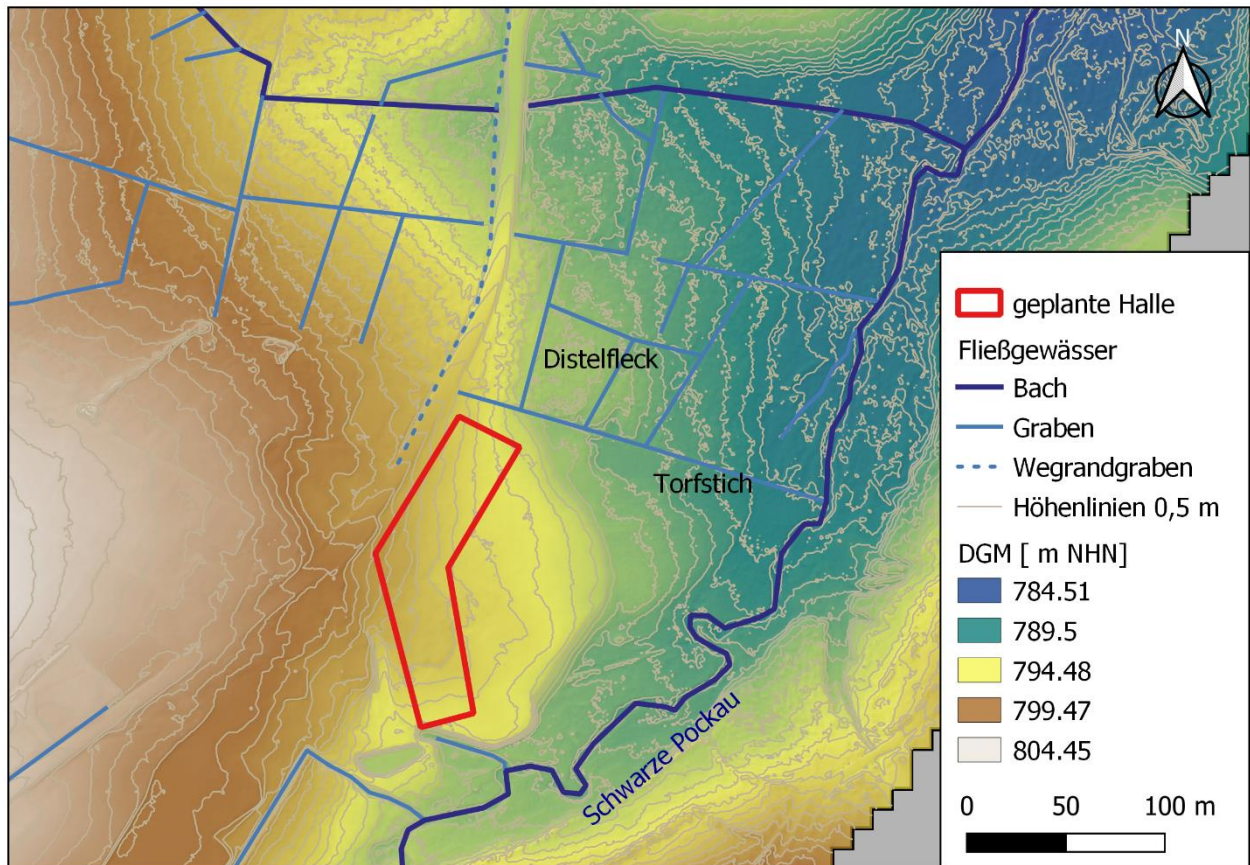 N
Distelfleck
Torfstich
Schwarze Pockau
geplante Halle
Fließgewässer
Bach
Graben
Wegrandgraben
Höhenlinien 0,5 m
DGM [ m NHN]
784.51
789.5
794.48
799.47
804.45
0 50 100 m